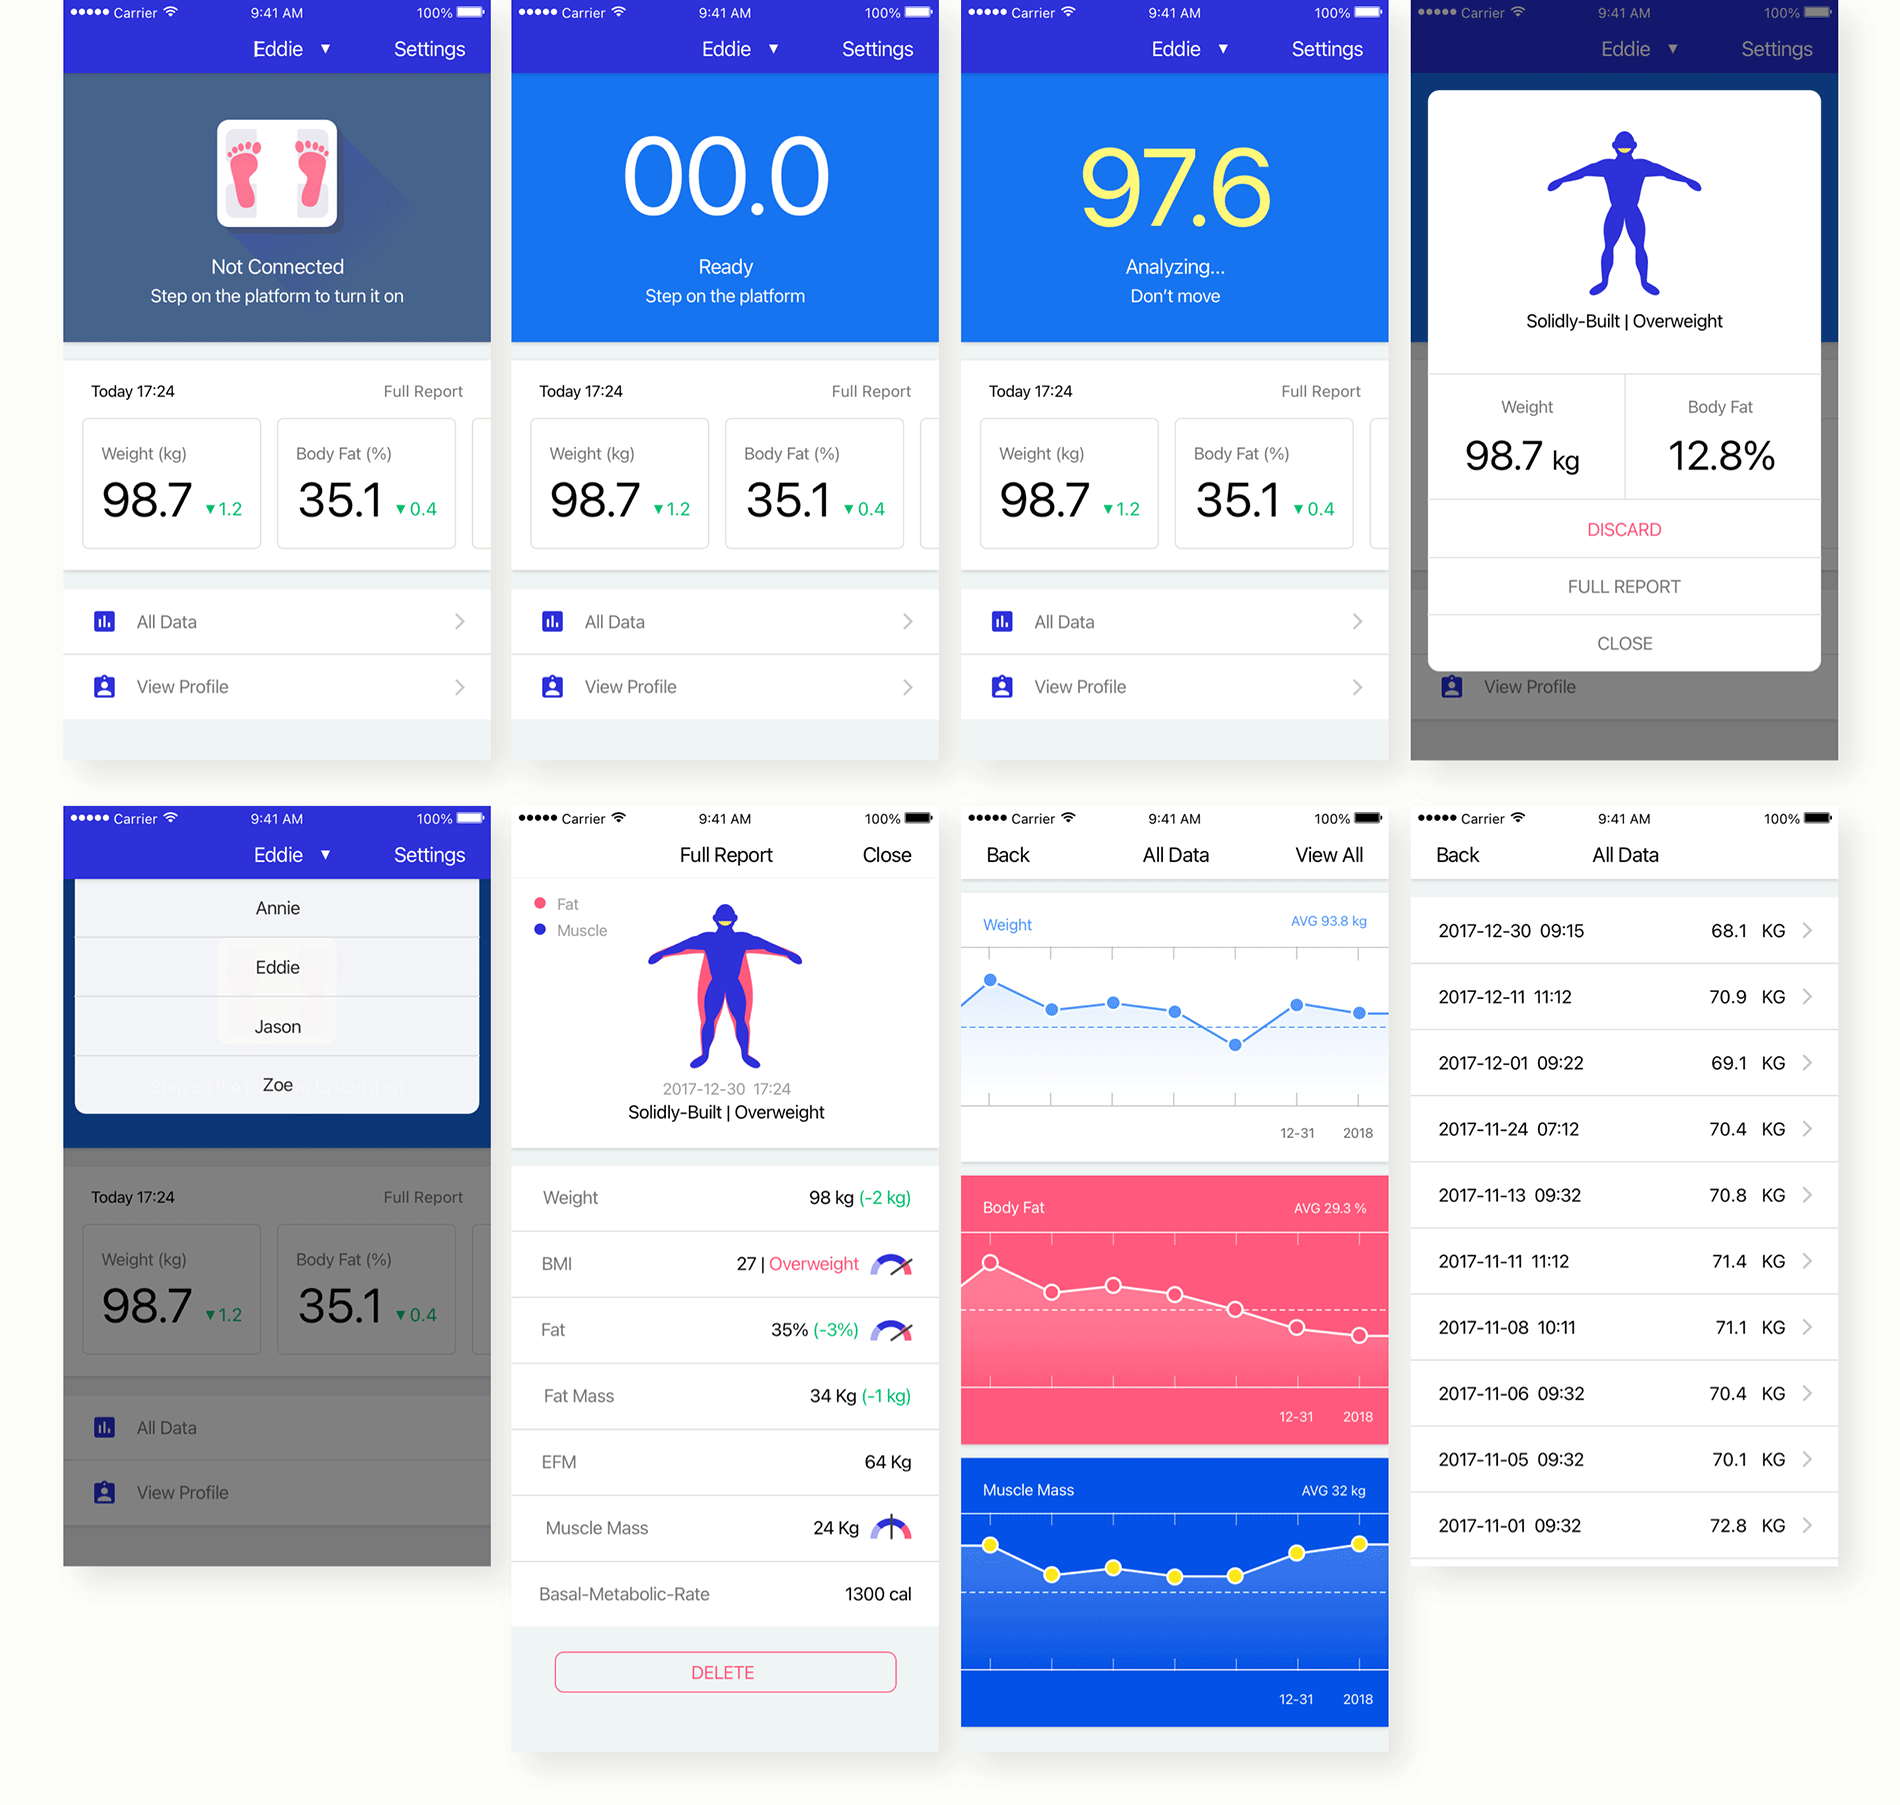 Carrier 9:41 AM 100%
Eddie ▼ Settings
Not Connected
Step on the platform to turn it on
Today 17:24 Full Report
Weight (kg) Body Fat (%)
98.7 ▼1.2 35.1 ▼0.4
All Data
View Profile
Carrier 9:41 AM 100%
Eddie ▼ Settings
00.0
Ready
Step on the platform
Today 17:24 Full Report
Weight (kg) Body Fat (%)
98.7 ▼1.2 35.1 ▼0.4
All Data
View Profile
Carrier 9:41 AM 100%
Eddie ▼ Settings
97.6
Analyzing...
Don't move
Today 17:24 Full Report
Weight (kg) Body Fat (%)
98.7 ▼1.2 35.1 ▼0.4
All Data
View Profile
Carrier 9:41 AM 100%
Eddie ▼ Settings
Solidly-Built | Overweight
Weight Body Fat
98.7 kg 12.8%
DISCARD
FULL REPORT
CLOSE
View Profile
Carrier 9:41 AM 100%
Eddie ▼ Settings
Annie
Eddie
Jason
Zoe
Step on the platform to turn it on
Today 17:24 Full Report
Weight (kg) Body Fat (%)
98.7 ▼1.2 35.1 ▼0.4
All Data
View Profile
Carrier 9:41 AM 100%
Full Report Close
Fat
Muscle
2017-12-30 17:24
Solidly-Built | Overweight
Weight 98 kg (-2 kg)
BMI 27 | Overweight
Fat 35% (-3%)
Fat Mass 34 Kg (-1 kg)
EFM 64 Kg
Muscle Mass 24 Kg
Basal-Metabolic-Rate 1300 cal
DELETE
Carrier 9:41 AM 100%
Back All Data View All
Weight AVG 93.8 kg
12-31 2018
Body Fat AVG 29.3 %
12-31 2018
Muscle Mass AVG 32 kg
12-31 2018
Carrier 9:41 AM 100%
Back All Data
2017-12-30 09:15 68.1 KG
2017-12-11 11:12 70.9 KG
2017-12-01 09:22 69.1 KG
2017-11-24 07:12 70.4 KG
2017-11-13 09:32 70.8 KG
2017-11-11 11:12 71.4 KG
2017-11-08 10:11 71.1 KG
2017-11-06 09:32 70.4 KG
2017-11-05 09:32 70.1 KG
2017-11-01 09:32 72.8 KG